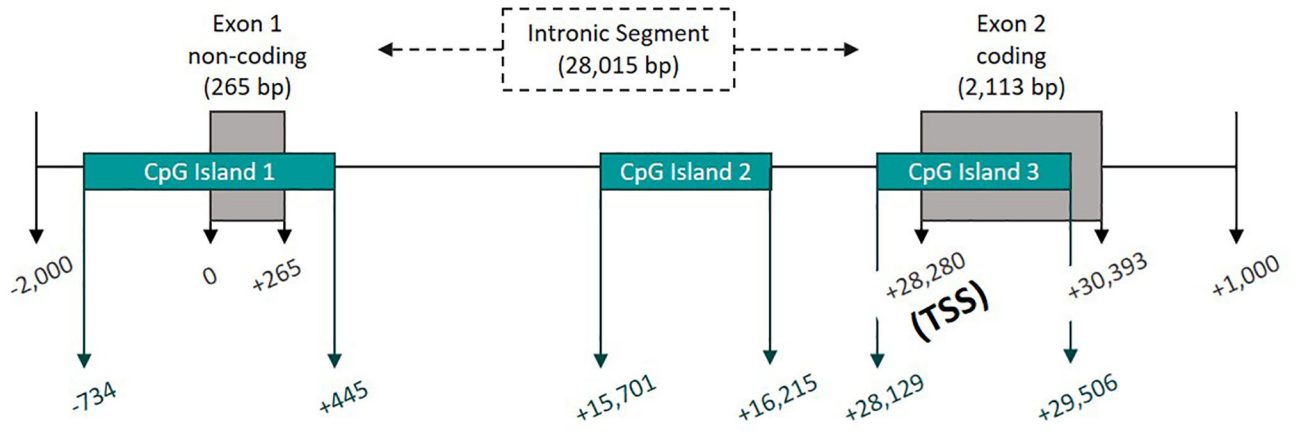 Exon 1
non-coding
(265 bp)
Intronic Segment
(28,015 bp)
Exon 2
coding
(2,113 bp)
CpG Island 1
CpG Island 2
CpG Island 3
-2,000
0
+265
+28,280
(TSS)
+30,393
+1,000
-734
+445
+15,701
+16,215
+28,129
+29,506